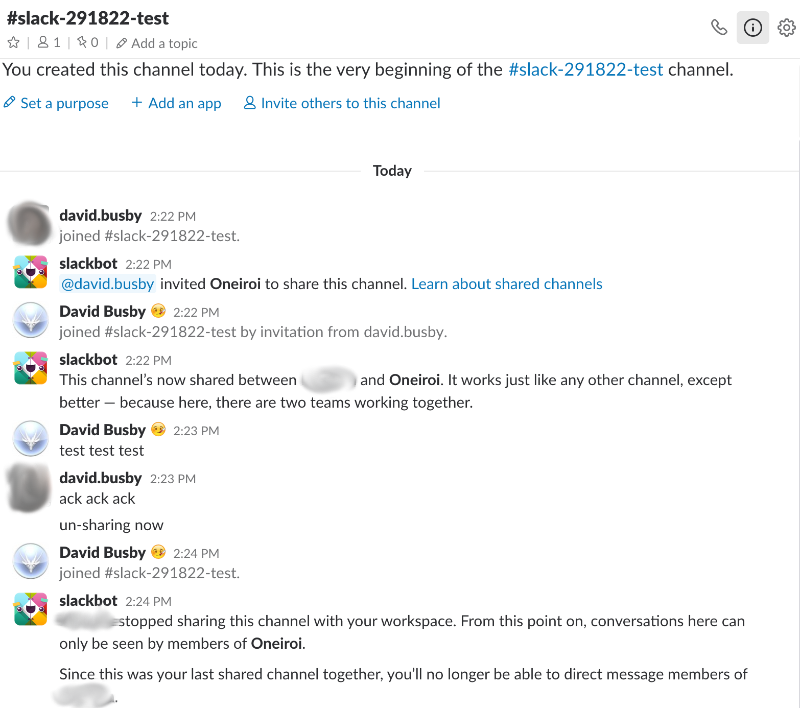 #slack-291822-test
1 | 0 | Add a topic
You created this channel today. This is the very beginning of the #slack-291822-test channel.
Set a purpose + Add an app Invite others to this channel
Today
david.busby 2:22 PM
joined #slack-291822-test.
slackbot 2:22 PM
@david.busby invited Oneiroi to share this channel. Learn about shared channels
David Busby 2:22 PM
joined #slack-291822-test by invitation from david.busby.
slackbot 2:22 PM
This channel's now shared between and Oneiroi. It works just like any other channel, except
better — because here, there are two teams working together.
David Busby 2:23 PM
test test test
david.busby 2:23 PM
ack ack ack
un-sharing now
David Busby 2:24 PM
joined #slack-291822-test.
slackbot 2:24 PM
stopped sharing this channel with your workspace. From this point on, conversations here can
only be seen by members of Oneiroi.
Since this was your last shared channel together, you'll no longer be able to direct message members of
.